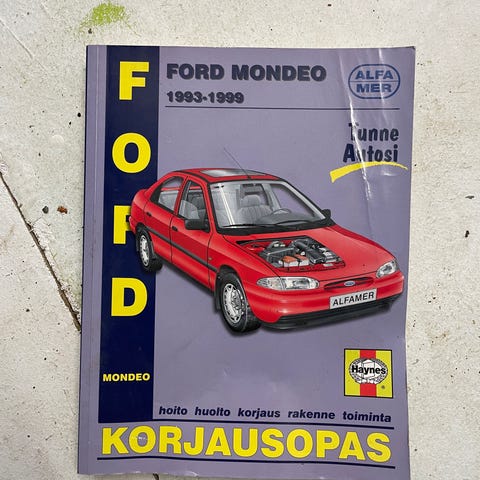 FORD
FORD MONDEO
1993-1999
ALFA
MER
Tunne
Autosi
ALFAMER
Haynes
®
MONDEO
hoito huolto korjaus rakenne toiminta
KORJAUSOPAS